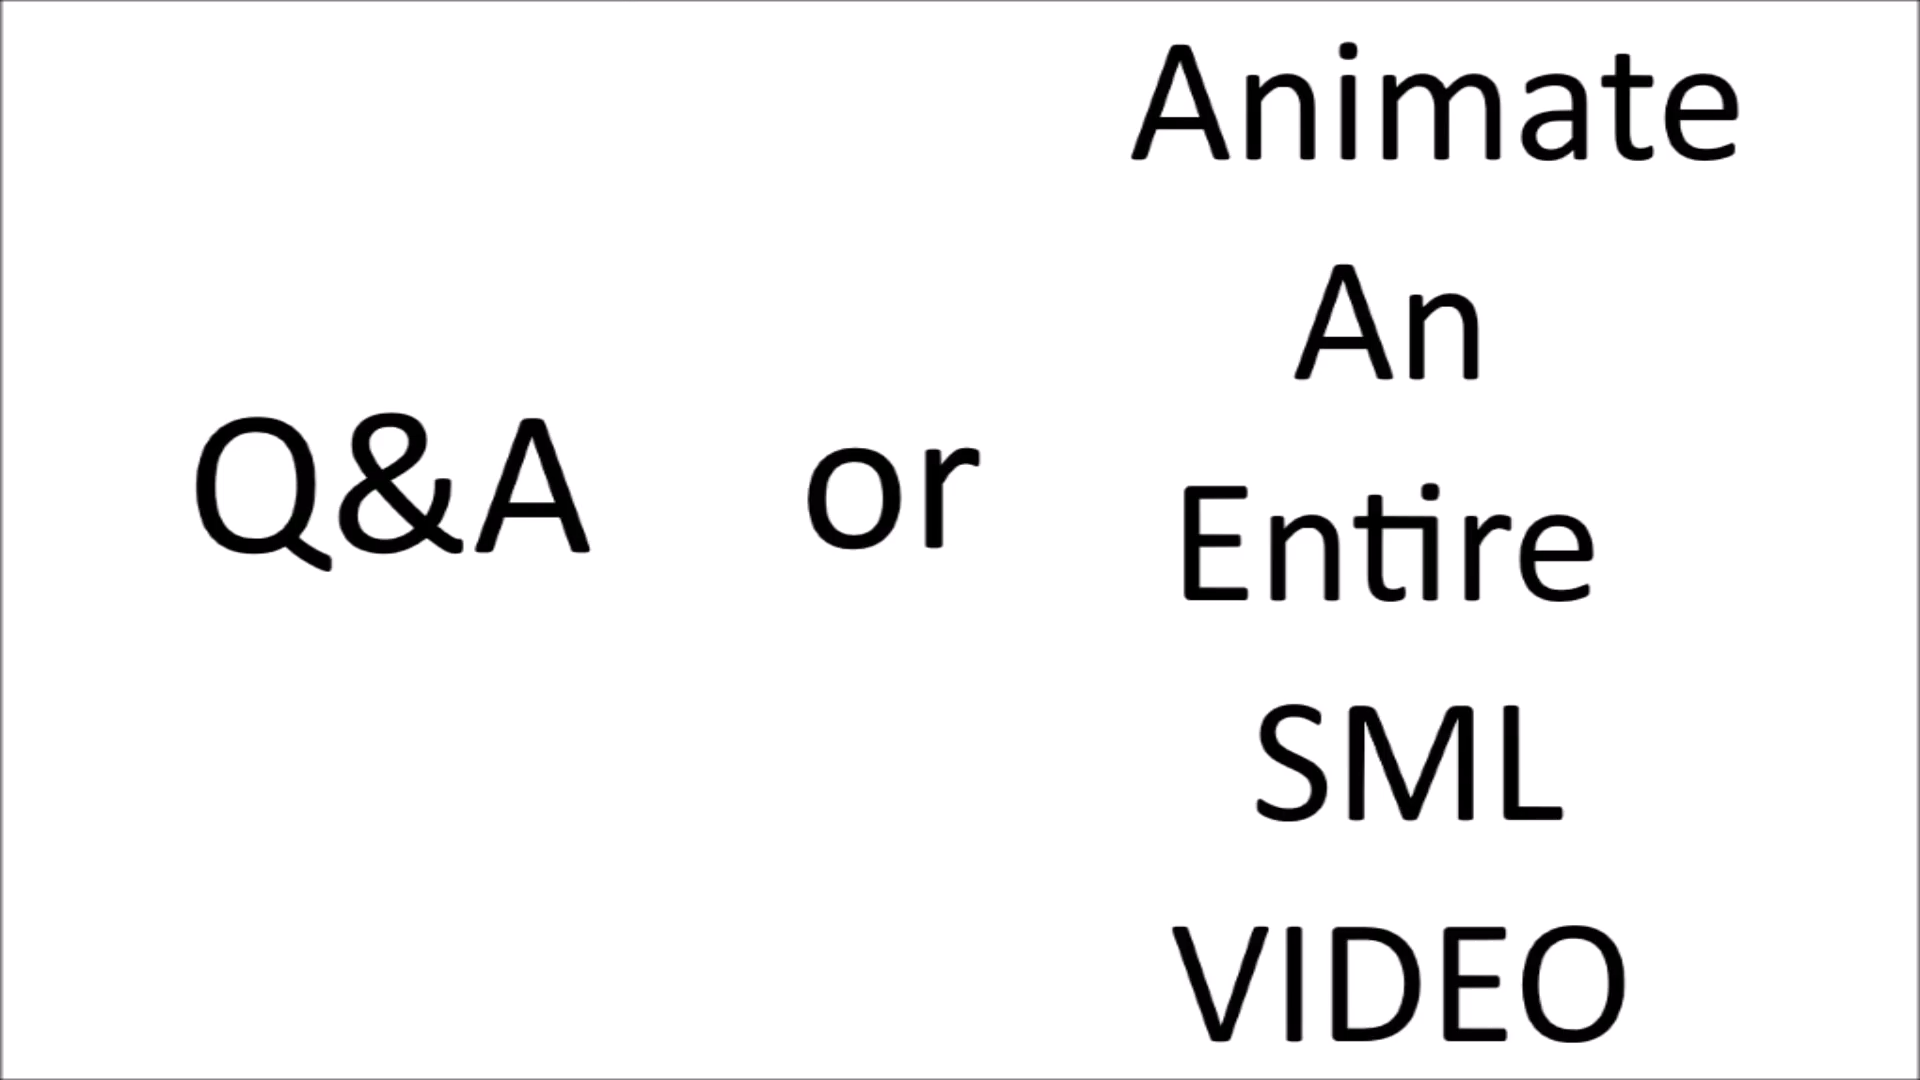 Q&A or
Animate
An
Entire
SML
VIDEO